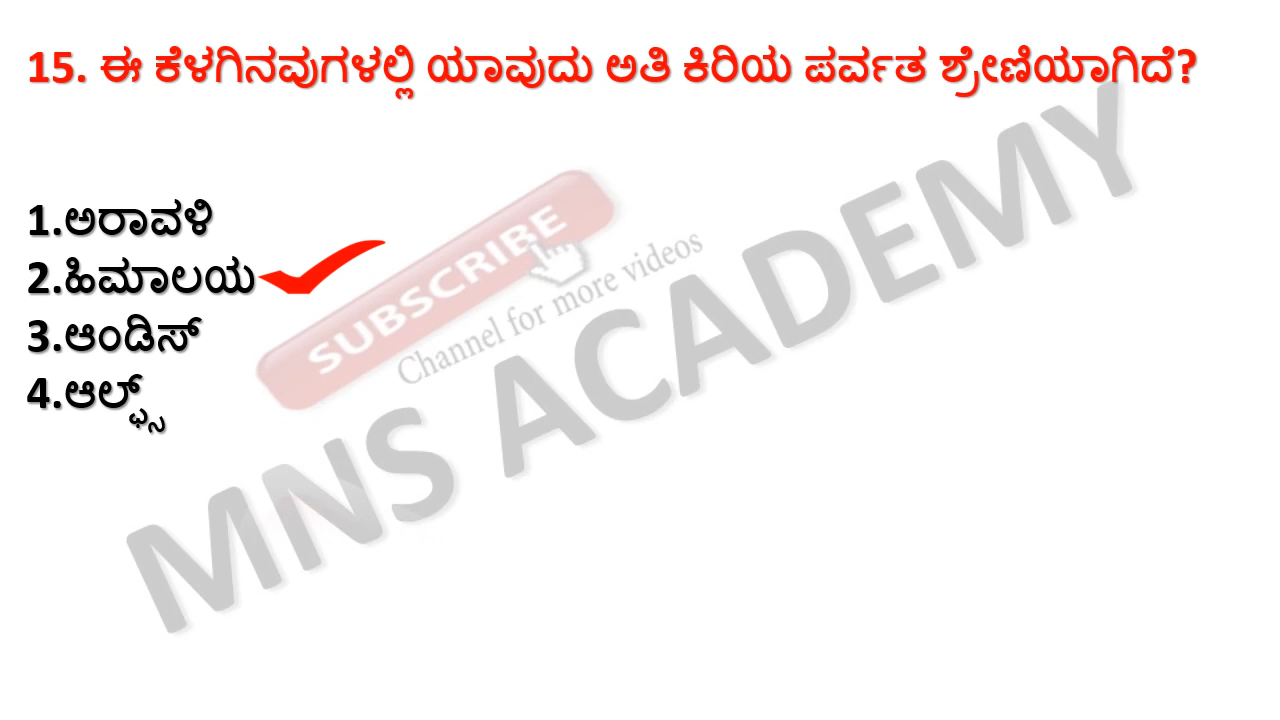 15. ಈ ಕೆಳಗಿನವುಗಳಲ್ಲಿ ಯಾವುದು ಅತಿ ಕಿರಿಯ ಪರ್ವತ ಶ್ರೇಣಿಯಾಗಿದೆ?
1.ಅರಾವಳಿ
2.ಹಿಮಾಲಯ
3.ಆಂಡಿಸ್
4.ಆಲ್ಫ್ಸ್
SUBSCRIBE
Channel for more videos
MNS ACADEMY